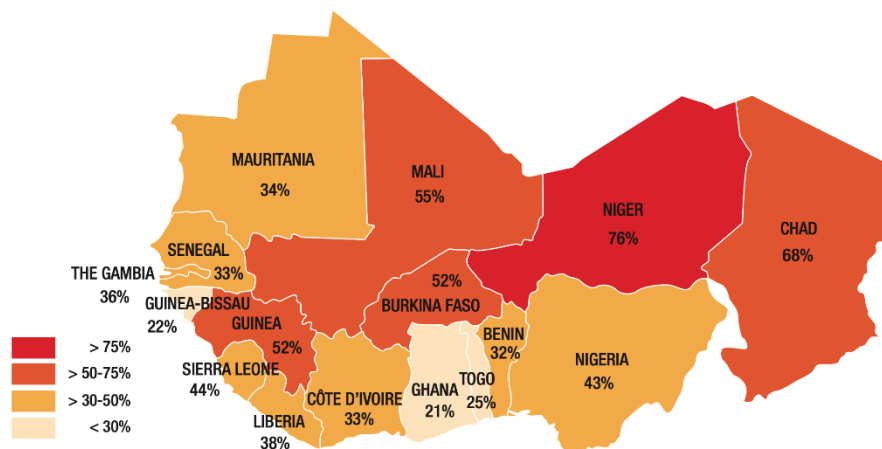 MAURITANIA
34%
MALI
55%
NIGER
76%
CHAD
68%
SENEGAL
33%
THE GAMBIA
36%
GUINEA-BISSAU
22%
GUINEA
52%
52%
BURKINA FASO
BENIN
32%
NIGERIA
43%
SIERRA LEONE
44%
LIBERIA
38%
CÔTE D'IVOIRE
33%
GHANA
21%
TOGO
25%
> 75%
> 50-75%
> 30-50%
< 30%